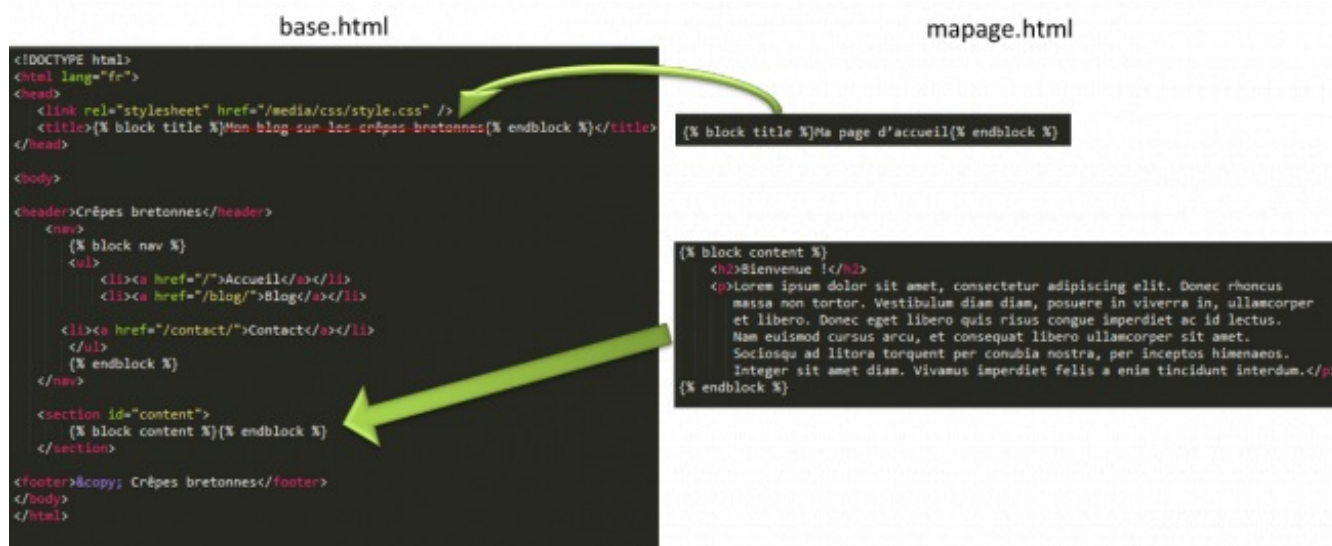 base.html
<!DOCTYPE html>
<html lang="fr">
<head>
<link rel="stylesheet" href="/media/css/style.css" />
<title>{% block title %}Mon blog sur les crêpes bretonnes{% endblock %}</title>
</head>
<body>
<header>Crêpes bretonnes</header>
<nav>
{% block nav %}
<ul>
<li><a href="/">Accueil</a></li>
<li><a href="/blog/">Blog</a></li>
<li><a href="/contact/">Contact</a></li>
</ul>
{% endblock %}
</nav>
<section id="content">
{% block content %}{% endblock %}
</section>
<footer>&copy; Crêpes bretonnes</footer>
</body>
</html>
mapage.html
{% block title %}Ma page d'accueil{% endblock %}
{% block content %}
<h2>Bienvenue !</h2>
<p>Lorem ipsum dolor sit amet, consectetur adipiscing elit. Donec rhoncus
massa non tortor. Vestibulum diam diam, posuere in viverra in, ullamcorper
et libero. Donec eget libero quis risus congue imperdiet ac id lectus.
Nam euismod cursus arcu, et consequat libero ullamcorper sit amet.
Sociosqu ad litora torquent per conubia nostra, per inceptos himenaeos.
Integer sit amet diam. Vivamus imperdiet felis a enim tincidunt interdum.</p
{% endblock %}